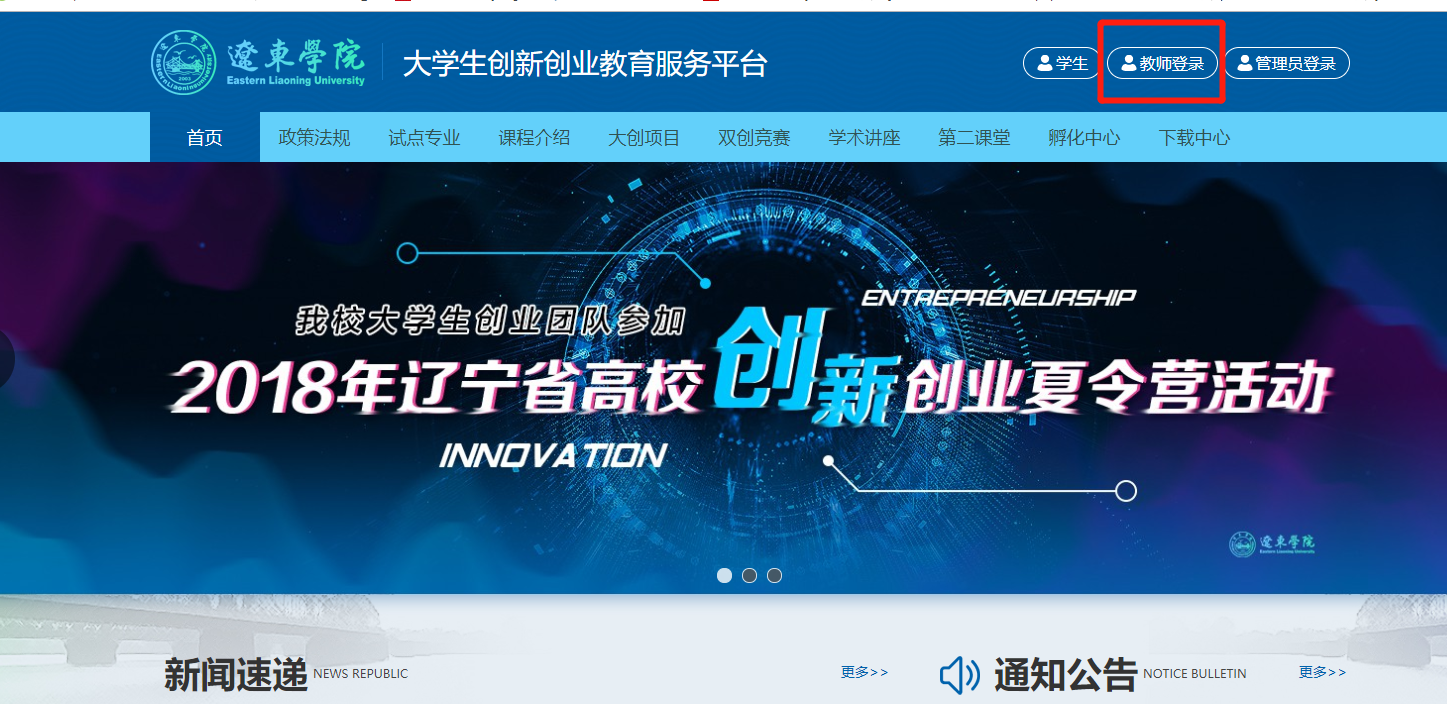 遼東學院
Eastern Liaoning University
大学生创新创业教育服务平台
学生
教师登录
管理员登录
首页 政策法规 试点专业 课程介绍 大创项目 双创竞赛 学术讲座 第二课堂 孵化中心 下载中心
ENTREPRENEURSHIP
我校大学生创业团队参加
2018年辽宁省高校创新创业夏令营活动
INNOVATION
遼東學院
Eastern Liaoning University
新闻速递 NEWS REPUBLIC 更多>>
通知公告 NOTICE BULLETIN 更多>>